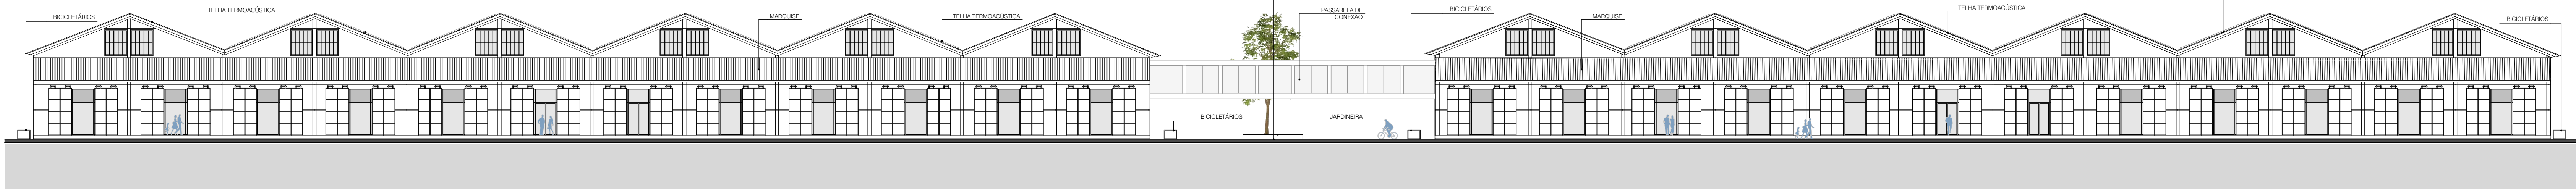 BICICLETÁRIOS
TELHA TERMOACÚSTICA
MARQUISE
TELHA TERMOACÚSTICA
PASSARELA DE
CONEXÃO
BICICLETÁRIOS
MARQUISE
TELHA TERMOACÚSTICA
BICICLETÁRIOS
BICICLETÁRIOS
JARDINEIRA